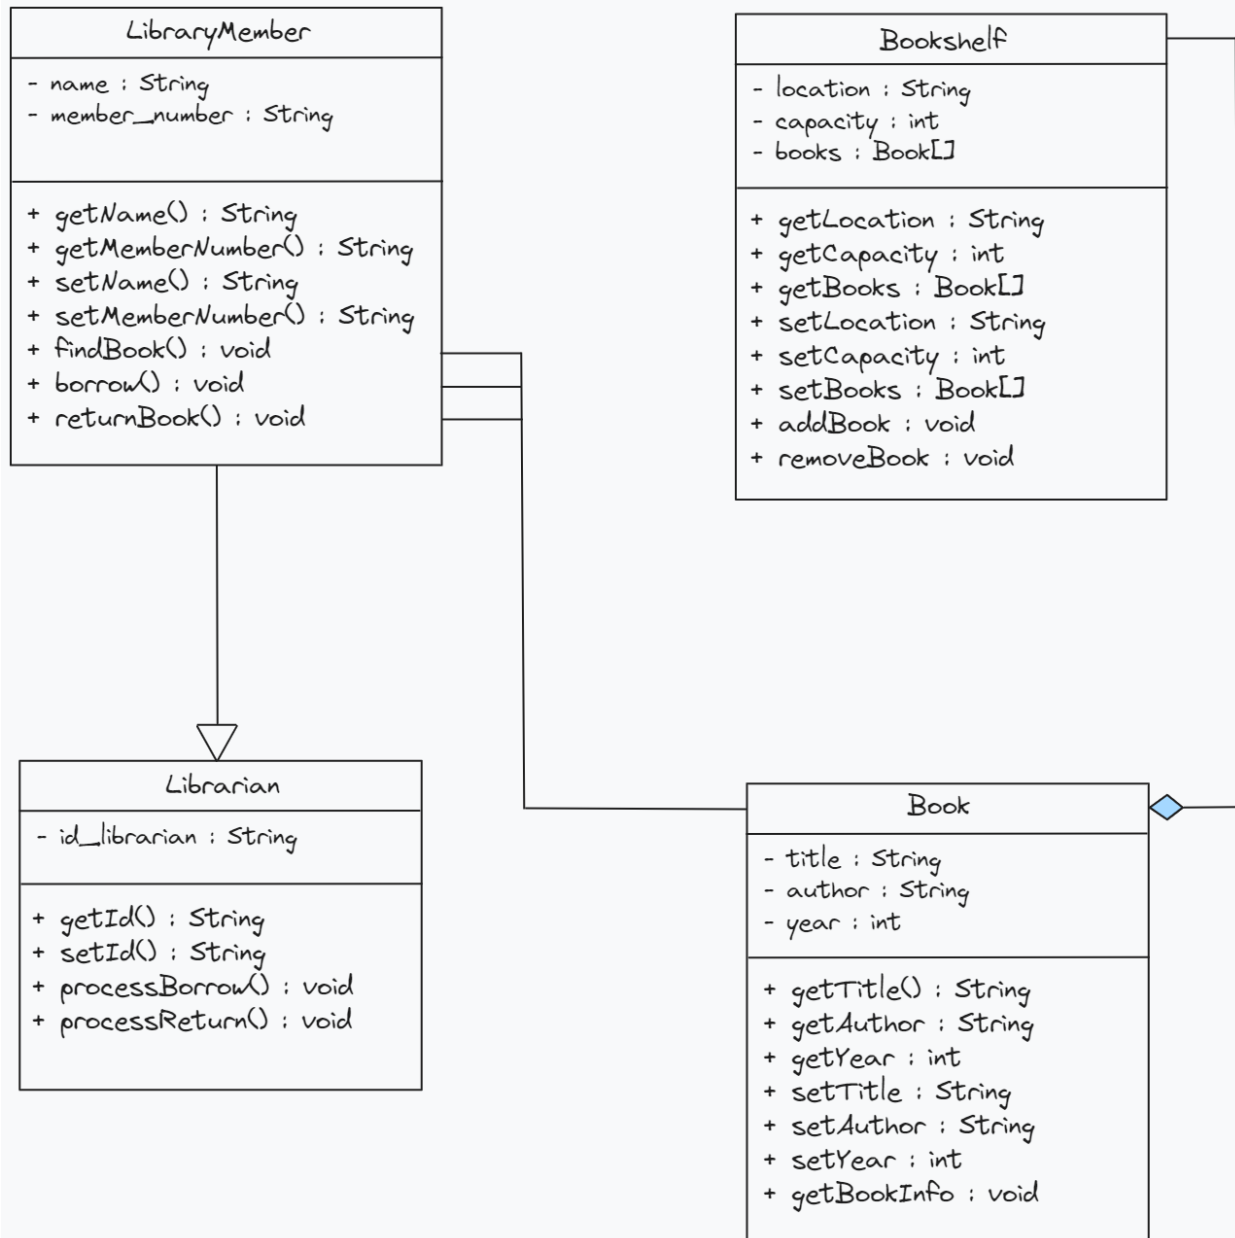 LibraryMember
- name : String
- member_number : String
+ getName() : String
+ getMemberNumber() : String
+ setName() : String
+ setMemberNumber() : String
+ findBook() : void
+ borrow() : void
+ returnBook() : void
Bookshelf
- location : String
- capacity : int
- books : Book[]
+ getLocation : String
+ getCapacity : int
+ getBooks : Book[]
+ setLocation : String
+ setCapacity : int
+ setBooks : Book[]
+ addBook : void
+ removeBook : void
Librarian
- id_librarian : String
+ getId() : String
+ setId() : String
+ processBorrow() : void
+ processReturn() : void
Book
- title : String
- author : String
- year : int
+ getTitle() : String
+ getAuthor : String
+ getYear : int
+ setTitle : String
+ setAuthor : String
+ setYear : int
+ getBookInfo : void